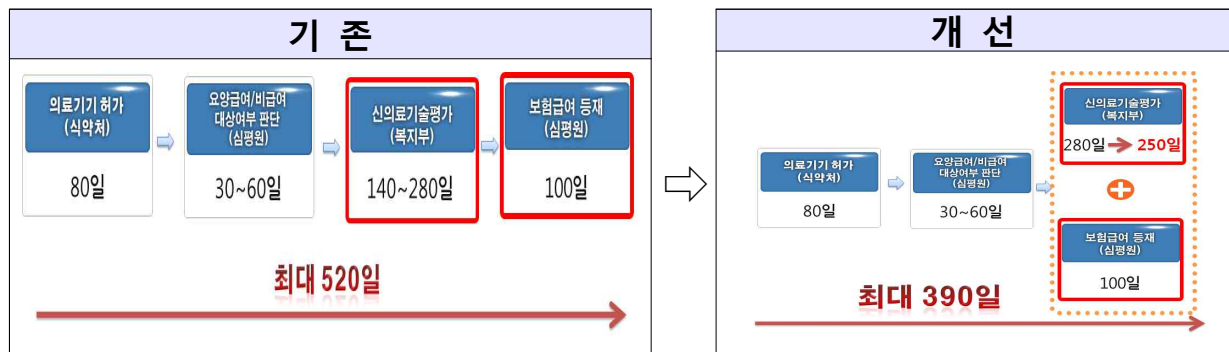 기 존
의료기기 허가
(식약처)
80일
요양급여/비급여
대상여부 판단
(심평원)
30~60일
신의료기술평가
(복지부)
140~280일
보험급여 등재
(심평원)
100일
최대 520일
개 선
의료기기 허가
(식약처)
80일
요양급여/비급여
대상여부 판단
(심평원)
30~60일
신의료기술평가
(복지부)
280일 250일
보험급여 등재
(심평원)
100일
최대 390일